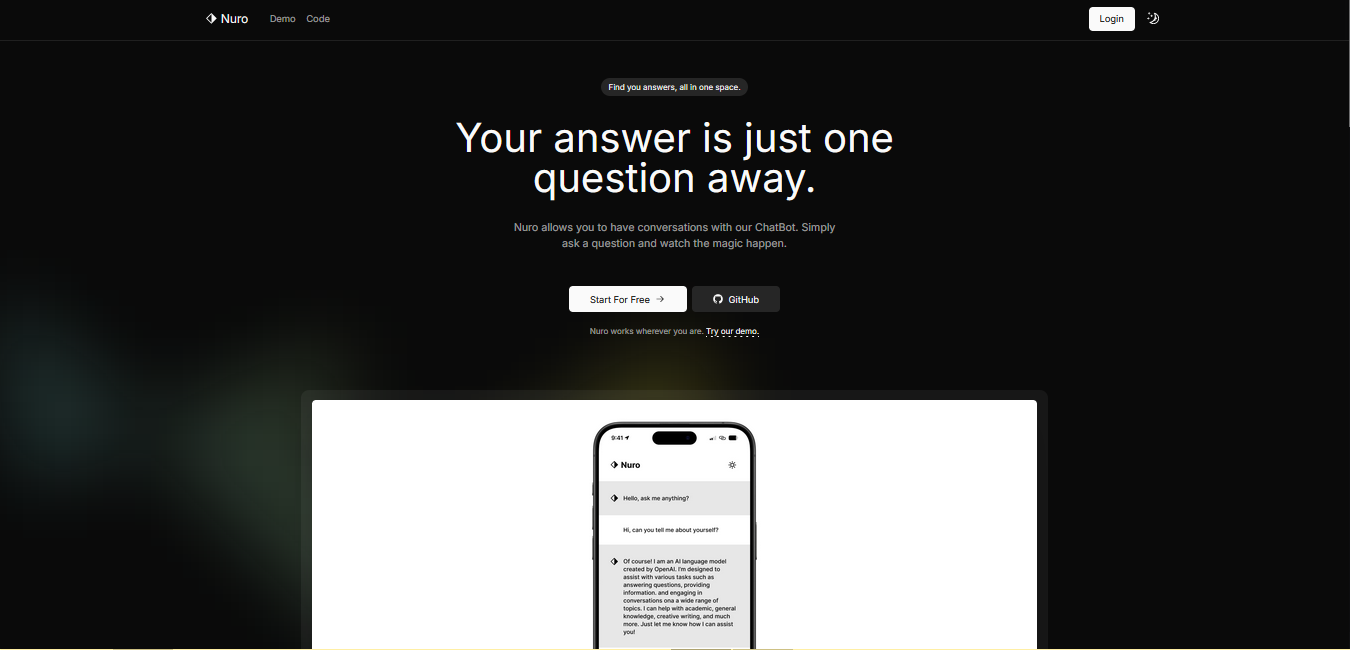 Nuro Demo Code Login
Find you answers, all in one space.
Your answer is just one
question away.
Nuro allows you to have conversations with our ChatBot. Simply
ask a question and watch the magic happen.
Start For Free → GitHub
Nuro works wherever you are. Try our demo.
9:41
Nuro
Hello, ask me anything?
Hi, can you tell me about yourself?
Of course! I am an AI language model
created by OpenAI. I'm designed to
assist with various tasks such as
answering questions, providing
information. and engaging in
conversations ona a wide range of
topics. I can help with academic, general
knowledge, creative writing, and much
more. Just let me know how I can assist
you!